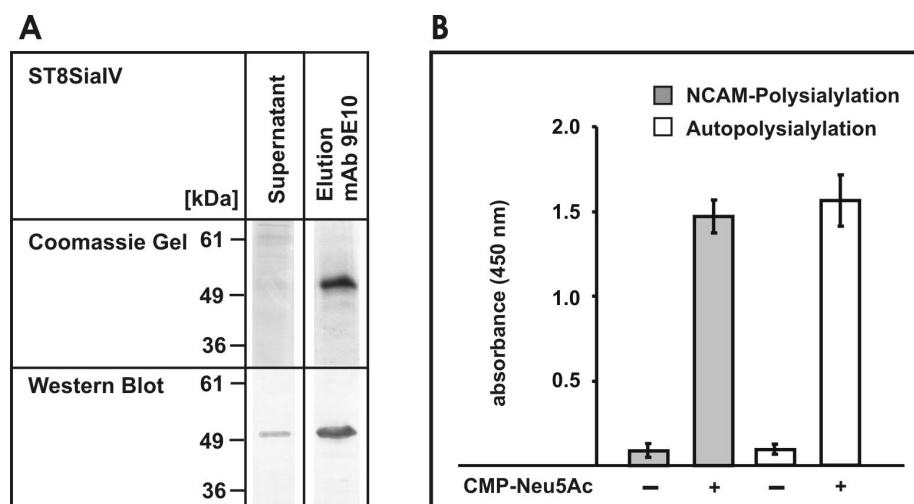 A
ST8SiaIV
[kDa]
Supernatant
Elution
mAb 9E10
Coomassie Gel
61
49
36
Western Blot
61
49
36
B
NCAM-Polysialylation
Autopolysialylation
absorbance (450 nm)
2.0
1.5
1.0
0.5
CMP-Neu5Ac – + – +